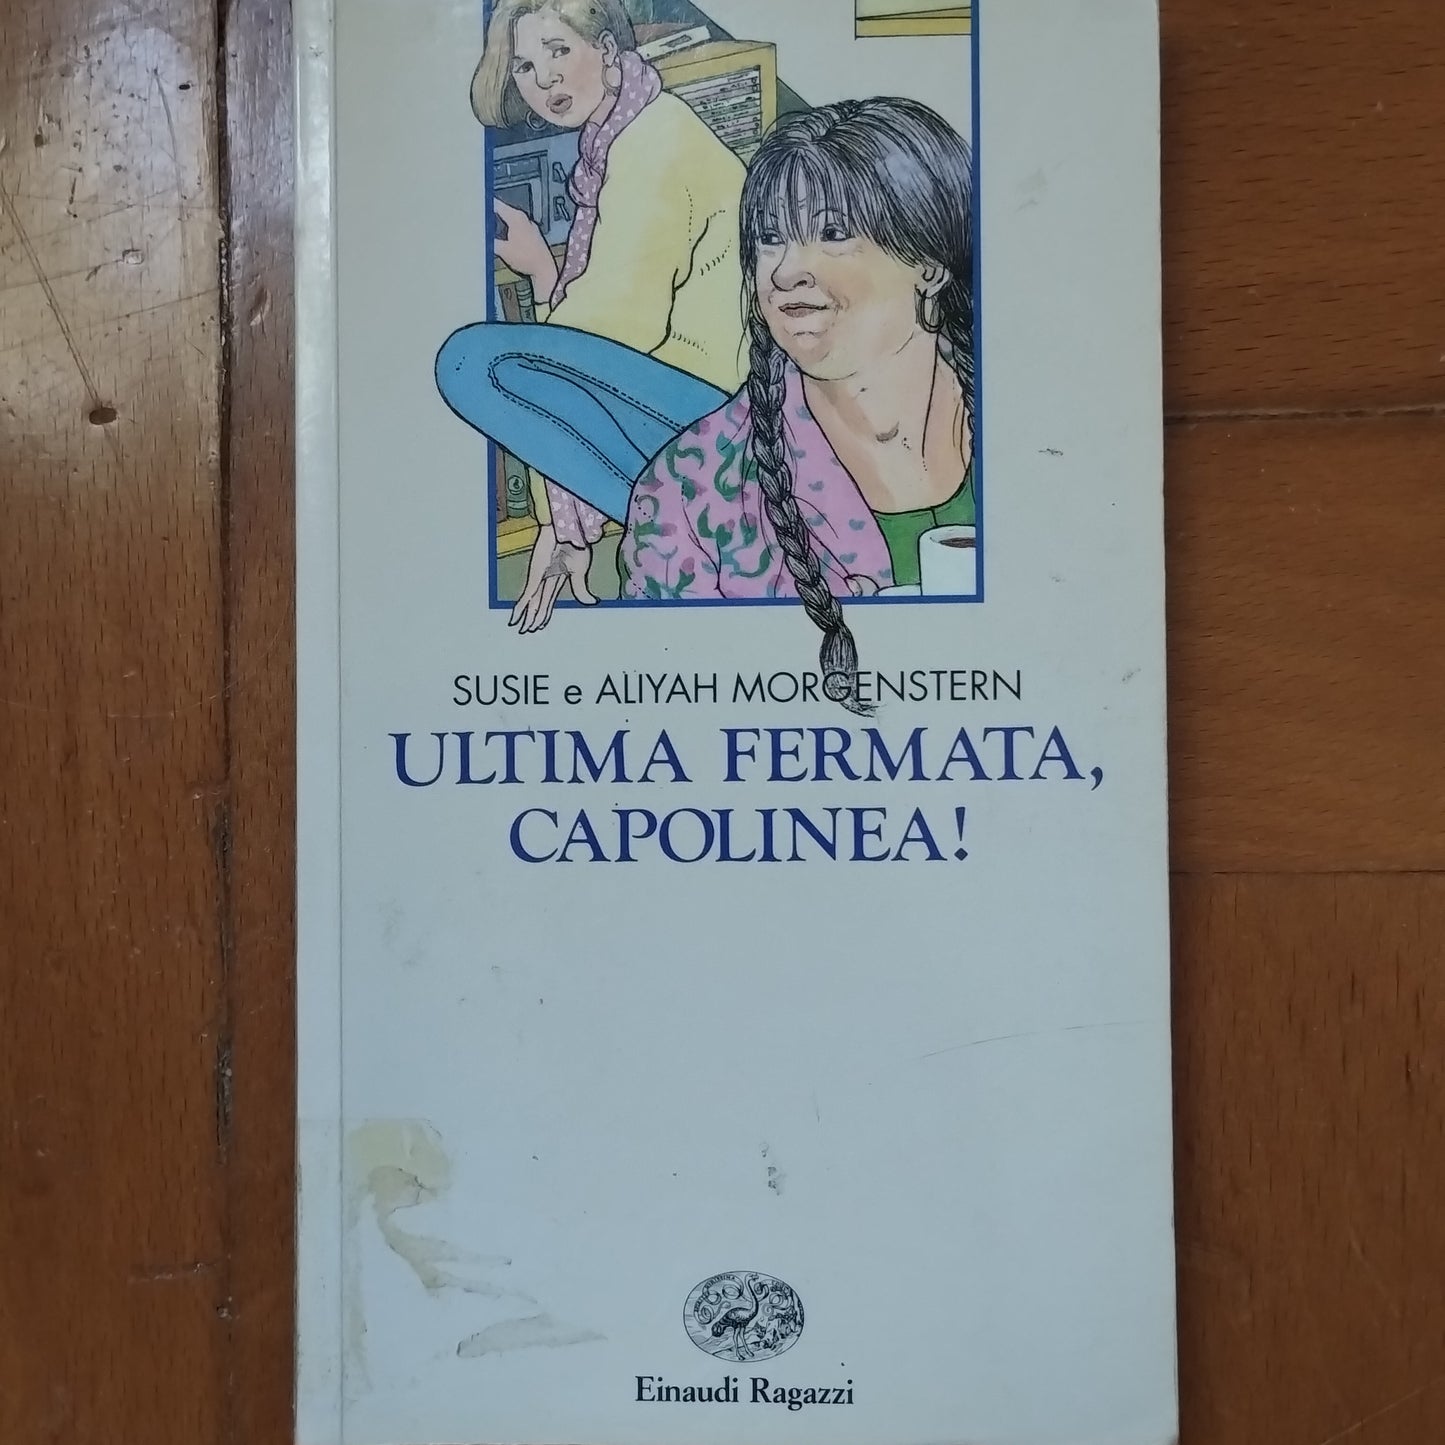 SUSIE e ALIYAH MORGENSTERN
ULTIMA FERMATA,
CAPOLINEA!
Einaudi Ragazzi